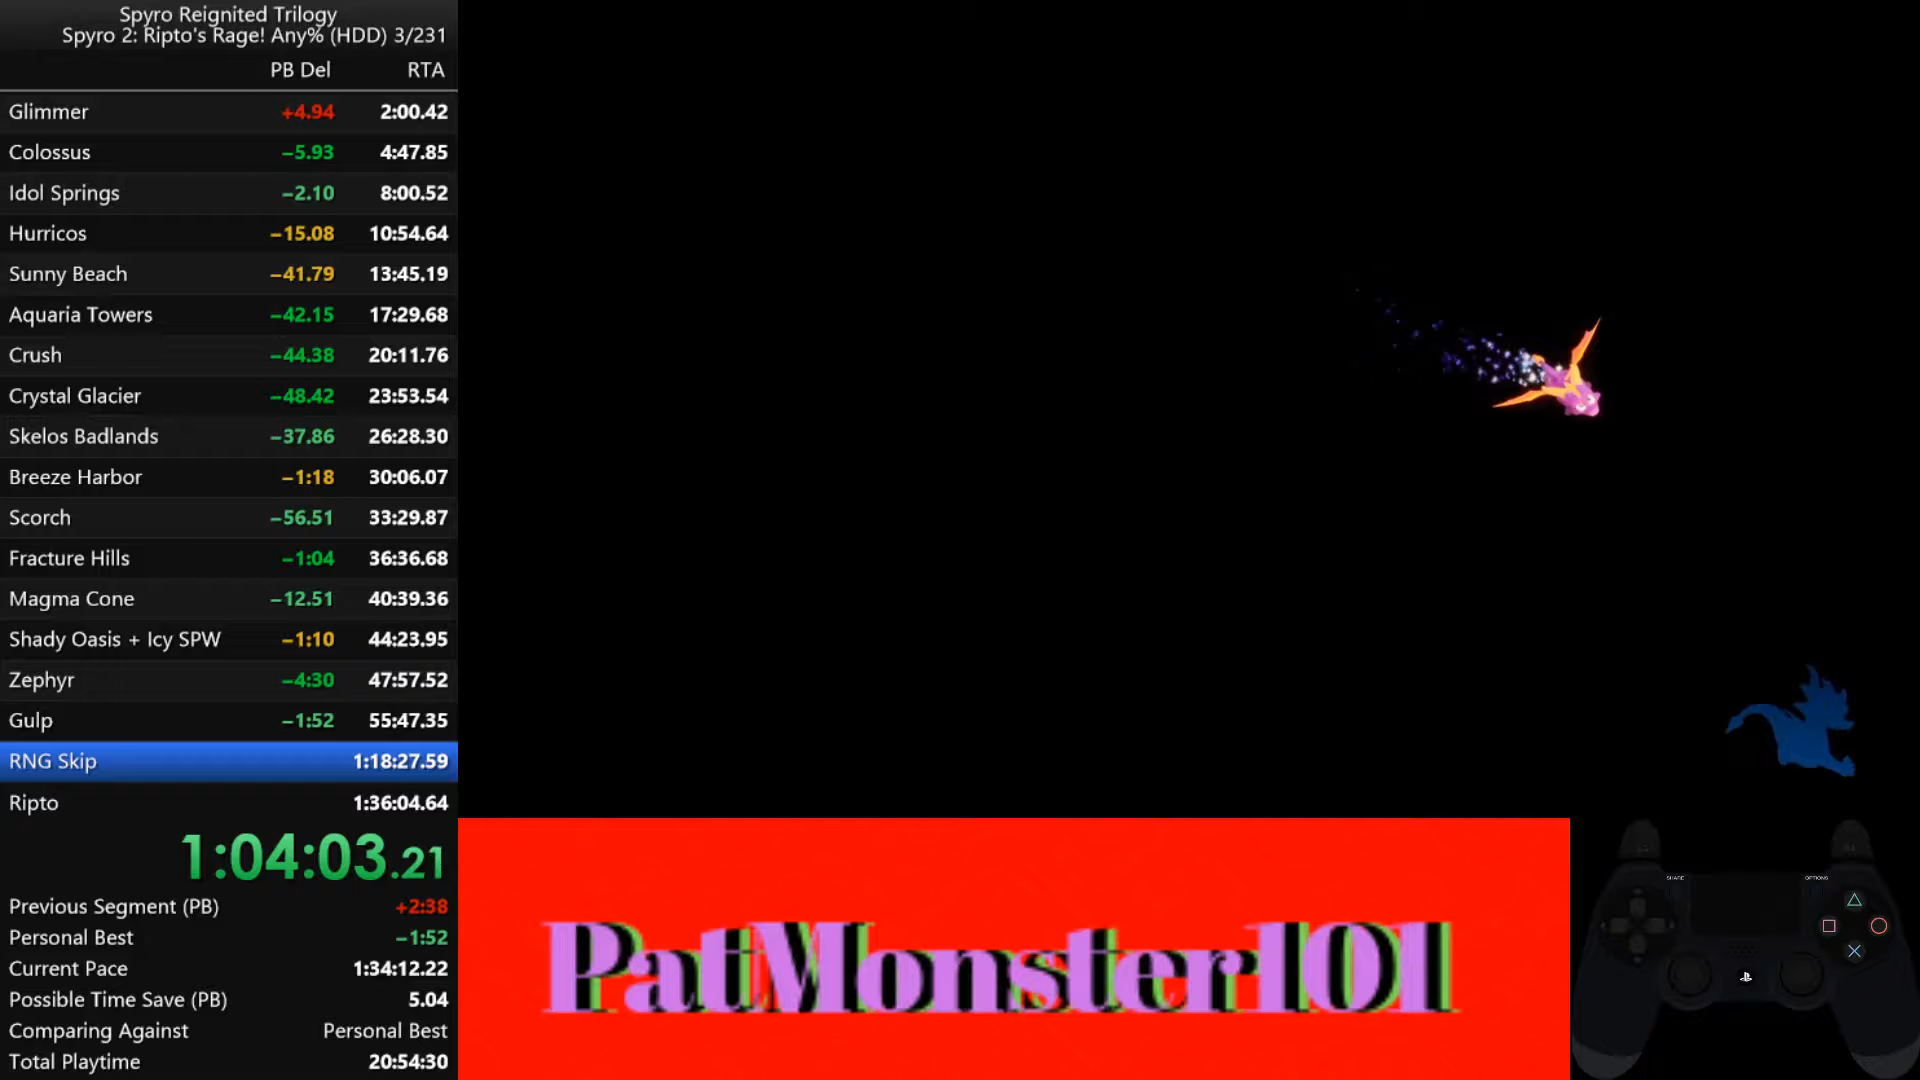 Spyro Reignited Trilogy
Spyro 2: Ripto's Rage! Any% (HDD) 3/231
PB Del RTA
Glimmer +4.94 2:00.42
Colossus −5.93 4:47.85
Idol Springs −2.10 8:00.52
Hurricos −15.08 10:54.64
Sunny Beach −41.79 13:45.19
Aquaria Towers −42.15 17:29.68
Crush −44.38 20:11.76
Crystal Glacier −48.42 23:53.54
Skelos Badlands −37.86 26:28.30
Breeze Harbor −1:18 30:06.07
Scorch −56.51 33:29.87
Fracture Hills −1:04 36:36.68
Magma Cone −12.51 40:39.36
Shady Oasis + Icy SPW −1:10 44:23.95
Zephyr −4:30 47:57.52
Gulp −1:52 55:47.35
RNG Skip 1:18:27.59
Ripto 1:36:04.64
1:04:03.21
Previous Segment (PB) +2:38
Personal Best −1:52
Current Pace 1:34:12.22
Possible Time Save (PB) 5.04
Comparing Against Personal Best
Total Playtime 20:54:30
PatMonster101
SHARE OPTIONS